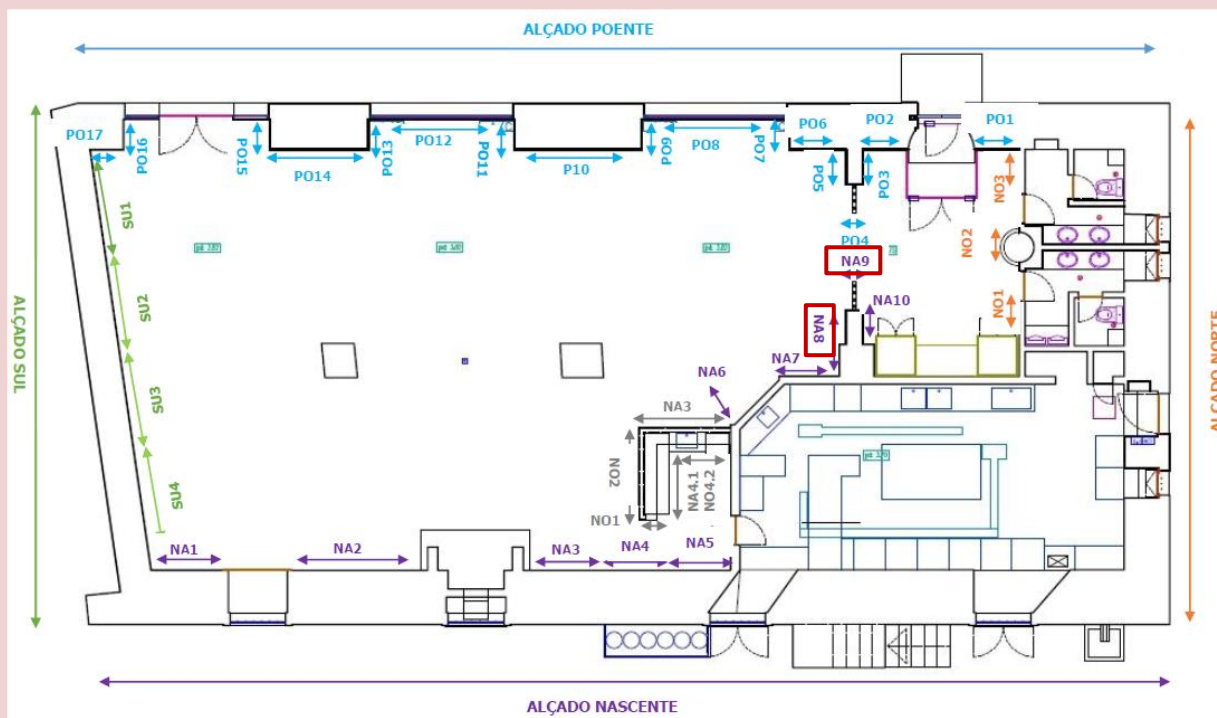 ALÇADO POENTE
PO17
PO16
PO15
PO14
PO13
PO12
PO11
P10
PO9
PO8
PO7
PO6
PO5
PO2
PO3
PO1
NO3
SU1
PO4
NO2
NA9
SU2
NA8
NA10
NO1
ALÇADO SUL
ALÇADO NORTE
SU3
NA7
NA6
NA3
SU4
NO2
NA4.1
NO4.2
NO1
NA1
NA2
NA3
NA4
NA5
ALÇADO NASCENTE